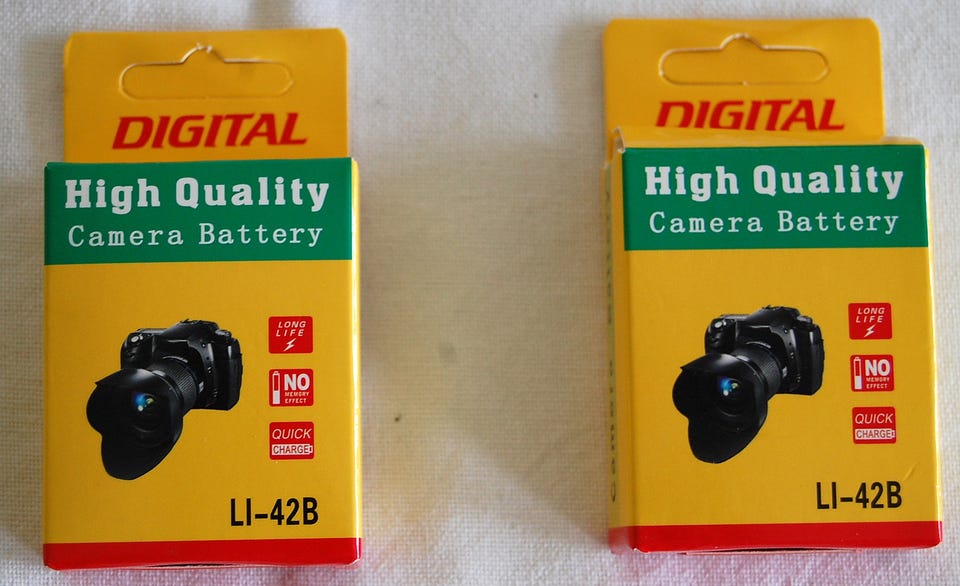 DIGITAL
High Quality
Camera Battery
LONG
LIFE
NO
MEMORY
EFFECT
QUICK
CHARGE
LI-42B
DIGITAL
High Quality
Camera Battery
LONG
LIFE
NO
MEMORY
EFFECT
QUICK
CHARGE
LI-42B